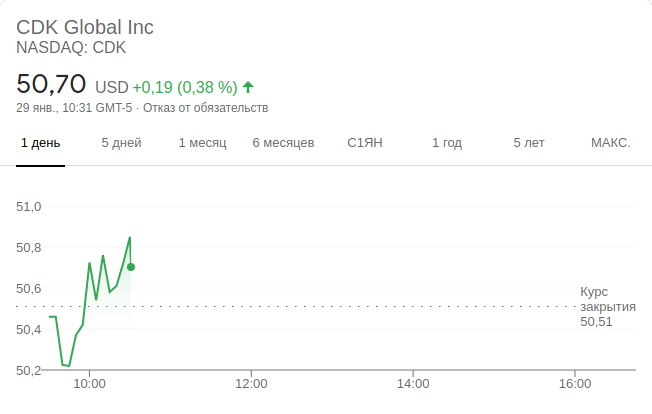 CDK Global Inc
NASDAQ: CDK
50,70 USD +0,19 (0,38 %)
29 янв., 10:31 GMT-5 · Отказ от обязательств
1 день 5 дней 1 месяц 6 месяцев С1ЯН 1 год 5 лет МАКС.
51,0
50,8
50,6
Курс
закрытия
50,51
50,4
50,2
10:00 12:00 14:00 16:00